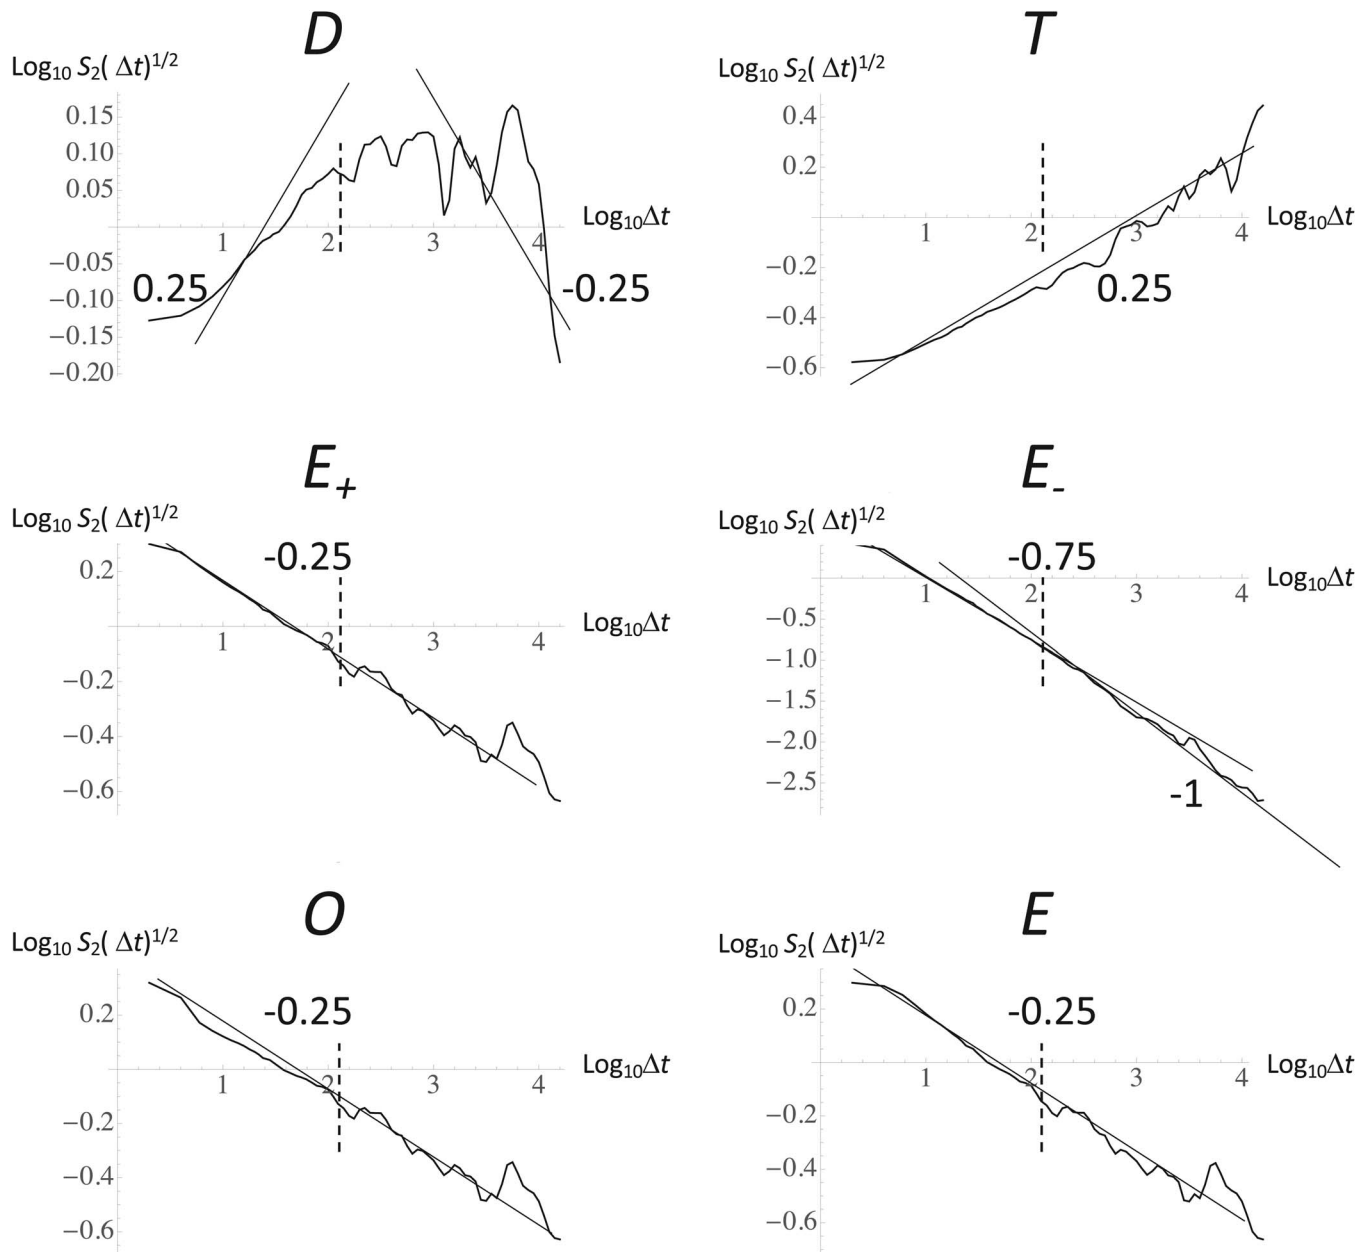 D
Log₁₀ S₂( Δt)^1/2
0.15
0.10
0.05
Log₁₀Δt
1 2 3 4
−0.05
0.25
-0.25
−0.10
−0.15
−0.20
T
Log₁₀ S₂( Δt)^1/2
0.4
0.2
Log₁₀Δt
1 2 3 4
−0.2
0.25
−0.4
−0.6
E₊
Log₁₀ S₂( Δt)^1/2
-0.25
0.2
Log₁₀Δt
1 2 3 4
−0.2
−0.4
−0.6
E₋
Log₁₀ S₂( Δt)^1/2
-0.75
Log₁₀Δt
1 2 3 4
−0.5
−1.0
−1.5
−2.0
−2.5
-1
O
Log₁₀ S₂( Δt)^1/2
0.2
-0.25
Log₁₀Δt
1 2 3 4
−0.2
−0.4
−0.6
E
Log₁₀ S₂( Δt)^1/2
0.2
-0.25
Log₁₀Δt
1 2 3 4
−0.2
−0.4
−0.6